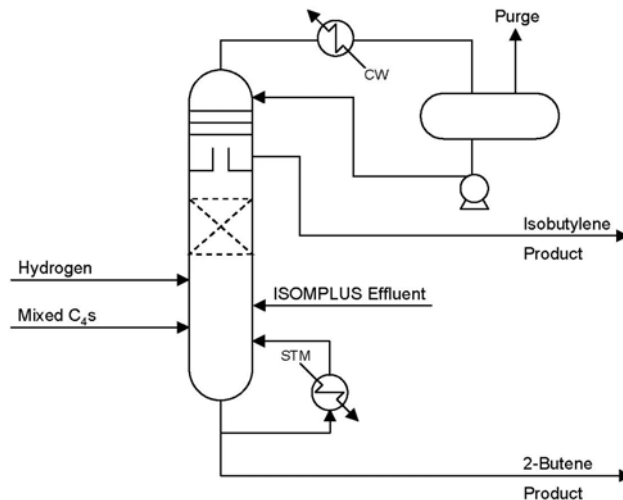 Purge
CW
Isobutylene
Product
Hydrogen
ISOMPLUS Effluent
Mixed C₄s
STM
2-Butene
Product